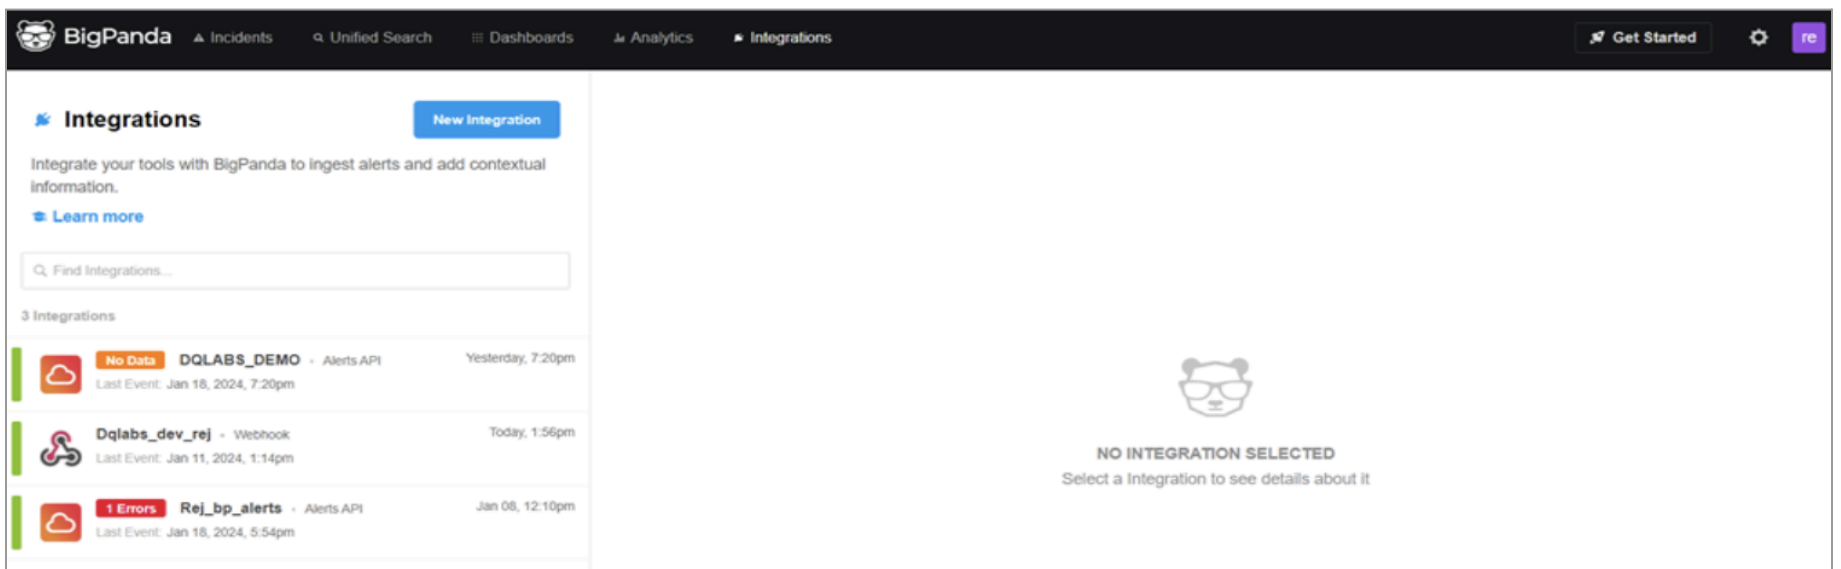 BigPanda Incidents Unified Search Dashboards Analytics Integrations Get Started re
Integrations New Integration
Integrate your tools with BigPanda to ingest alerts and add contextual
information.
Learn more
Find Integrations...
3 Integrations
No Data DQLABS_DEMO - Alerts API Yesterday, 7:20pm
Last Event: Jan 18, 2024, 7:20pm
Dqlabs_dev_rej - Webhook Today, 1:56pm
Last Event: Jan 11, 2024, 1:14pm
1 Errors Rej_bp_alerts - Alerts API Jan 08, 12:10pm
Last Event: Jan 18, 2024, 5:54pm
NO INTEGRATION SELECTED
Select a Integration to see details about it